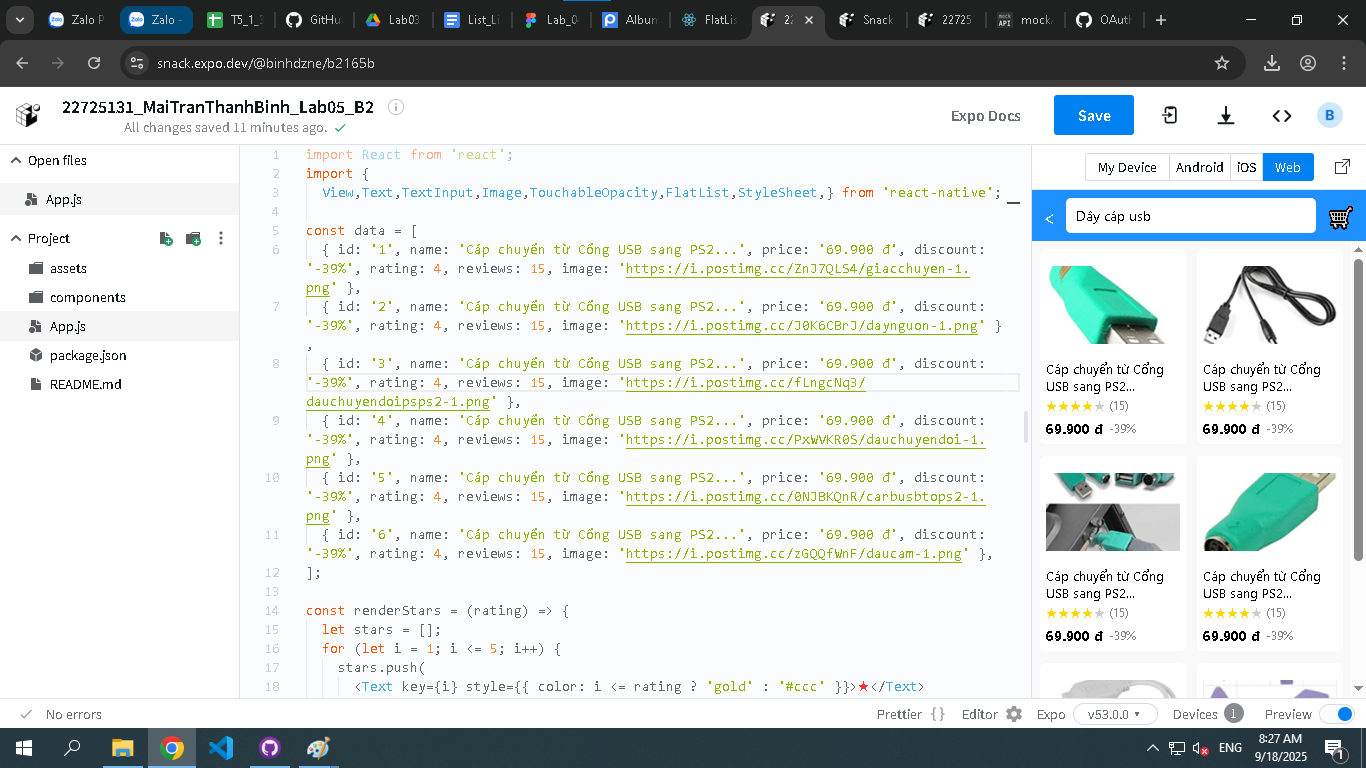 Zalo P
Zalo -
T5_1_3
GitHu
Lab03
List_Li
Lab_0
Albun
FlatLis
22
Snack
22725
mock
OAuth
snack.expo.dev/@binhdzne/b2165b
22725131_MaiTranThanhBinh_Lab05_B2
All changes saved 11 minutes ago.
Expo Docs
Save
B
Open files
App.js
Project
assets
components
App.js
package.json
README.md
1 import React from 'react';
2 import {
3 View,Text,TextInput,Image,TouchableOpacity,FlatList,StyleSheet,} from 'react-native';
4
5 const data = [
6 { id: '1', name: 'Cáp chuyển từ Cổng USB sang PS2...', price: '69.900 đ', discount:
'-39%', rating: 4, reviews: 15, image: 'https://i.postimg.cc/ZnJ7QLS4/giacchuyen-1.
png' },
7 { id: '2', name: 'Cáp chuyển từ Cổng USB sang PS2...', price: '69.900 đ', discount:
'-39%', rating: 4, reviews: 15, image: 'https://i.postimg.cc/J0K6CBrJ/daynguon-1.png' }
,
8 { id: '3', name: 'Cáp chuyển từ Cổng USB sang PS2...', price: '69.900 đ', discount:
'-39%', rating: 4, reviews: 15, image: 'https://i.postimg.cc/fLngcNq3/
dauchuyendoipsps2-1.png' },
9 { id: '4', name: 'Cáp chuyển từ Cổng USB sang PS2...', price: '69.900 đ', discount:
'-39%', rating: 4, reviews: 15, image: 'https://i.postimg.cc/PxWVKR0S/dauchuyendoi-1.
png' },
10 { id: '5', name: 'Cáp chuyển từ Cổng USB sang PS2...', price: '69.900 đ', discount:
'-39%', rating: 4, reviews: 15, image: 'https://i.postimg.cc/0NJBKQnR/carbusbtops2-1.
png' },
11 { id: '6', name: 'Cáp chuyển từ Cổng USB sang PS2...', price: '69.900 đ', discount:
'-39%', rating: 4, reviews: 15, image: 'https://i.postimg.cc/zGQQfWnF/daucam-1.png' },
12 ];
13
14 const renderStars = (rating) => {
15 let stars = [];
16 for (let i = 1; i <= 5; i++) {
17 stars.push(
18 <Text key={i} style={{ color: i <= rating ? 'gold' : '#ccc' }}>★</Text>
My Device
Android
iOS
Web
<
Dây cáp usb
Cáp chuyển từ Cổng
USB sang PS2...
★★★★★ (15)
69.900 đ -39%
Cáp chuyển từ Cổng
USB sang PS2...
★★★★★ (15)
69.900 đ -39%
Cáp chuyển từ Cổng
USB sang PS2...
★★★★★ (15)
69.900 đ -39%
Cáp chuyển từ Cổng
USB sang PS2...
★★★★★ (15)
69.900 đ -39%
No errors
Prettier { }
Editor
Expo
v53.0.0
Devices 1
Preview
ENG
8:27 AM
9/18/2025
1